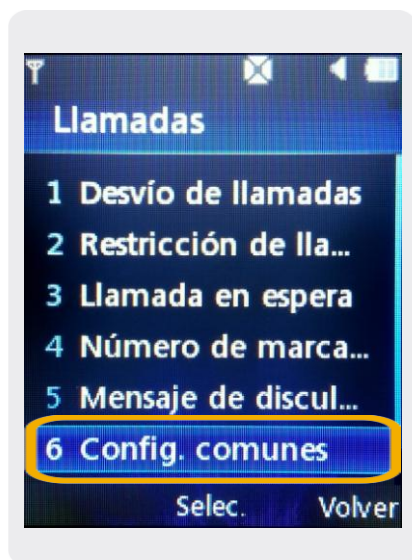 Llamadas
1 Desvío de llamadas
2 Restricción de lla...
3 Llamada en espera
4 Número de marca...
5 Mensaje de discul...
6 Config. comunes
Selec. Volver